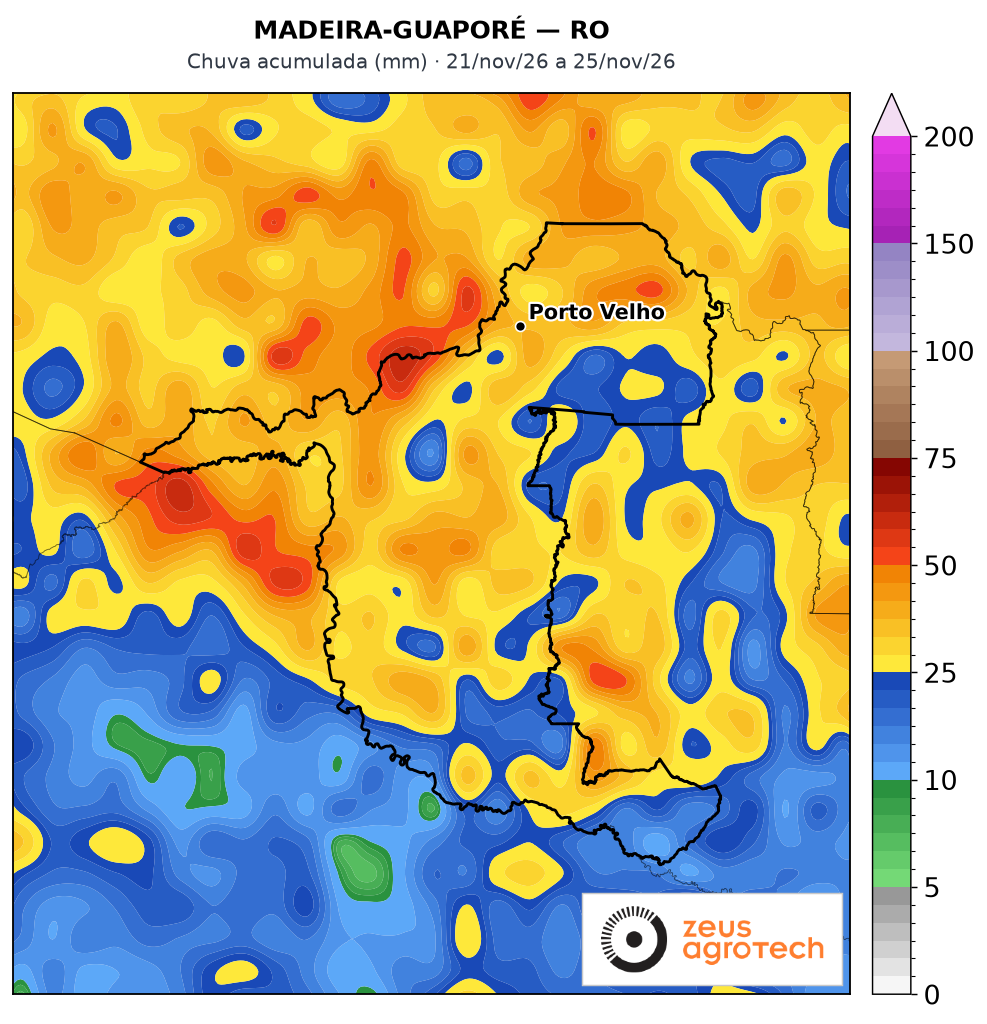 MADEIRA-GUAPORÉ — RO
Chuva acumulada (mm) · 21/nov/26 a 25/nov/26
Porto Velho
200
150
100
75
50
25
10
5
0
zeus
agrotech